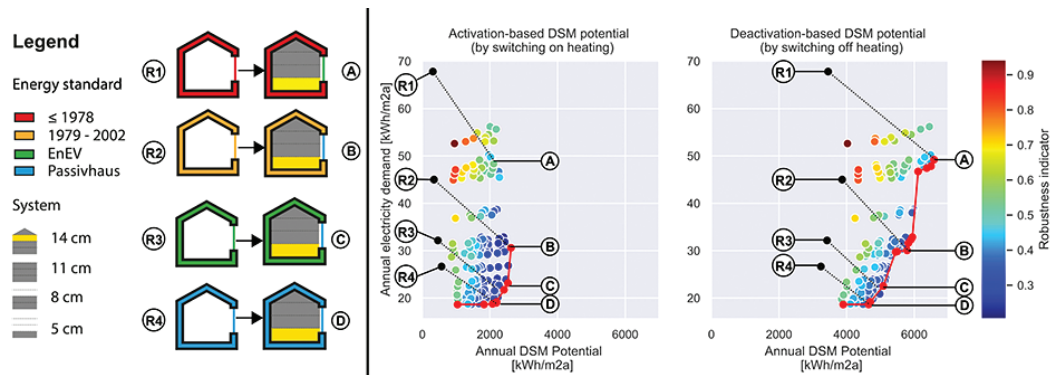 Legend
Energy standard
≤ 1978
1979 - 2002
EnEV
Passivhaus
System
14 cm
11 cm
8 cm
5 cm
R1
A
R2
B
R3
C
R4
D
Activation-based DSM potential
(by switching on heating)
Annual electricity demand [kWh/m2a]
70
60
50
40
30
20
0
2000
4000
6000
Annual DSM Potential
[kWh/m2a]
R1
R2
R3
R4
A
B
C
D
Deactivation-based DSM potential
(by switching off heating)
70
60
50
40
30
20
0
2000
4000
6000
Annual DSM Potential
[kWh/m2a]
R1
R2
R3
R4
A
B
C
D
0.9
0.8
0.7
0.6
0.5
0.4
0.3
Robustness indicator